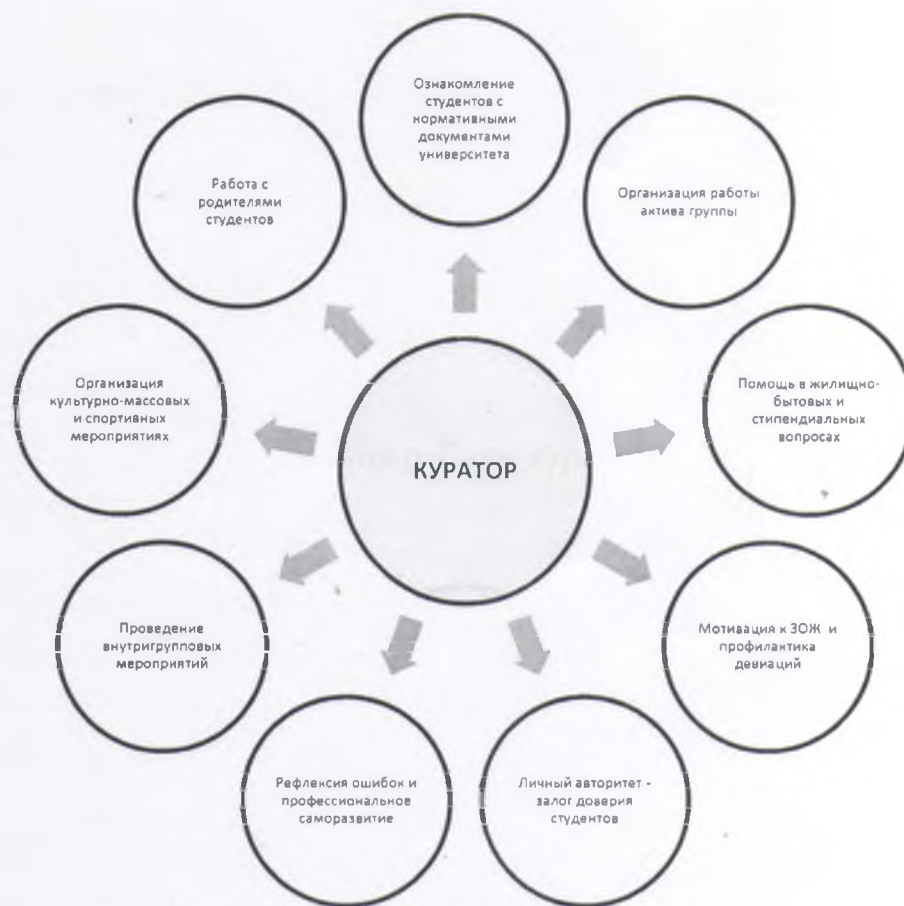 Ознакомление
студентов с
нормативными
документами
университета
Организация работы
актива группы
Помощь в жилищно-
бытовых и
стипендиальных
вопросах
Мотивация к ЗОЖ и
профилактика
девиаций
Личный авторитет -
залог доверия
студентов
Рефлексия ошибок и
профессиональное
саморазвитие
Проведение
внутригрупповых
мероприятий
Организация
культурно-массовых
и спортивных
мероприятиях
Работа с
родителями
студентов
КУРАТОР